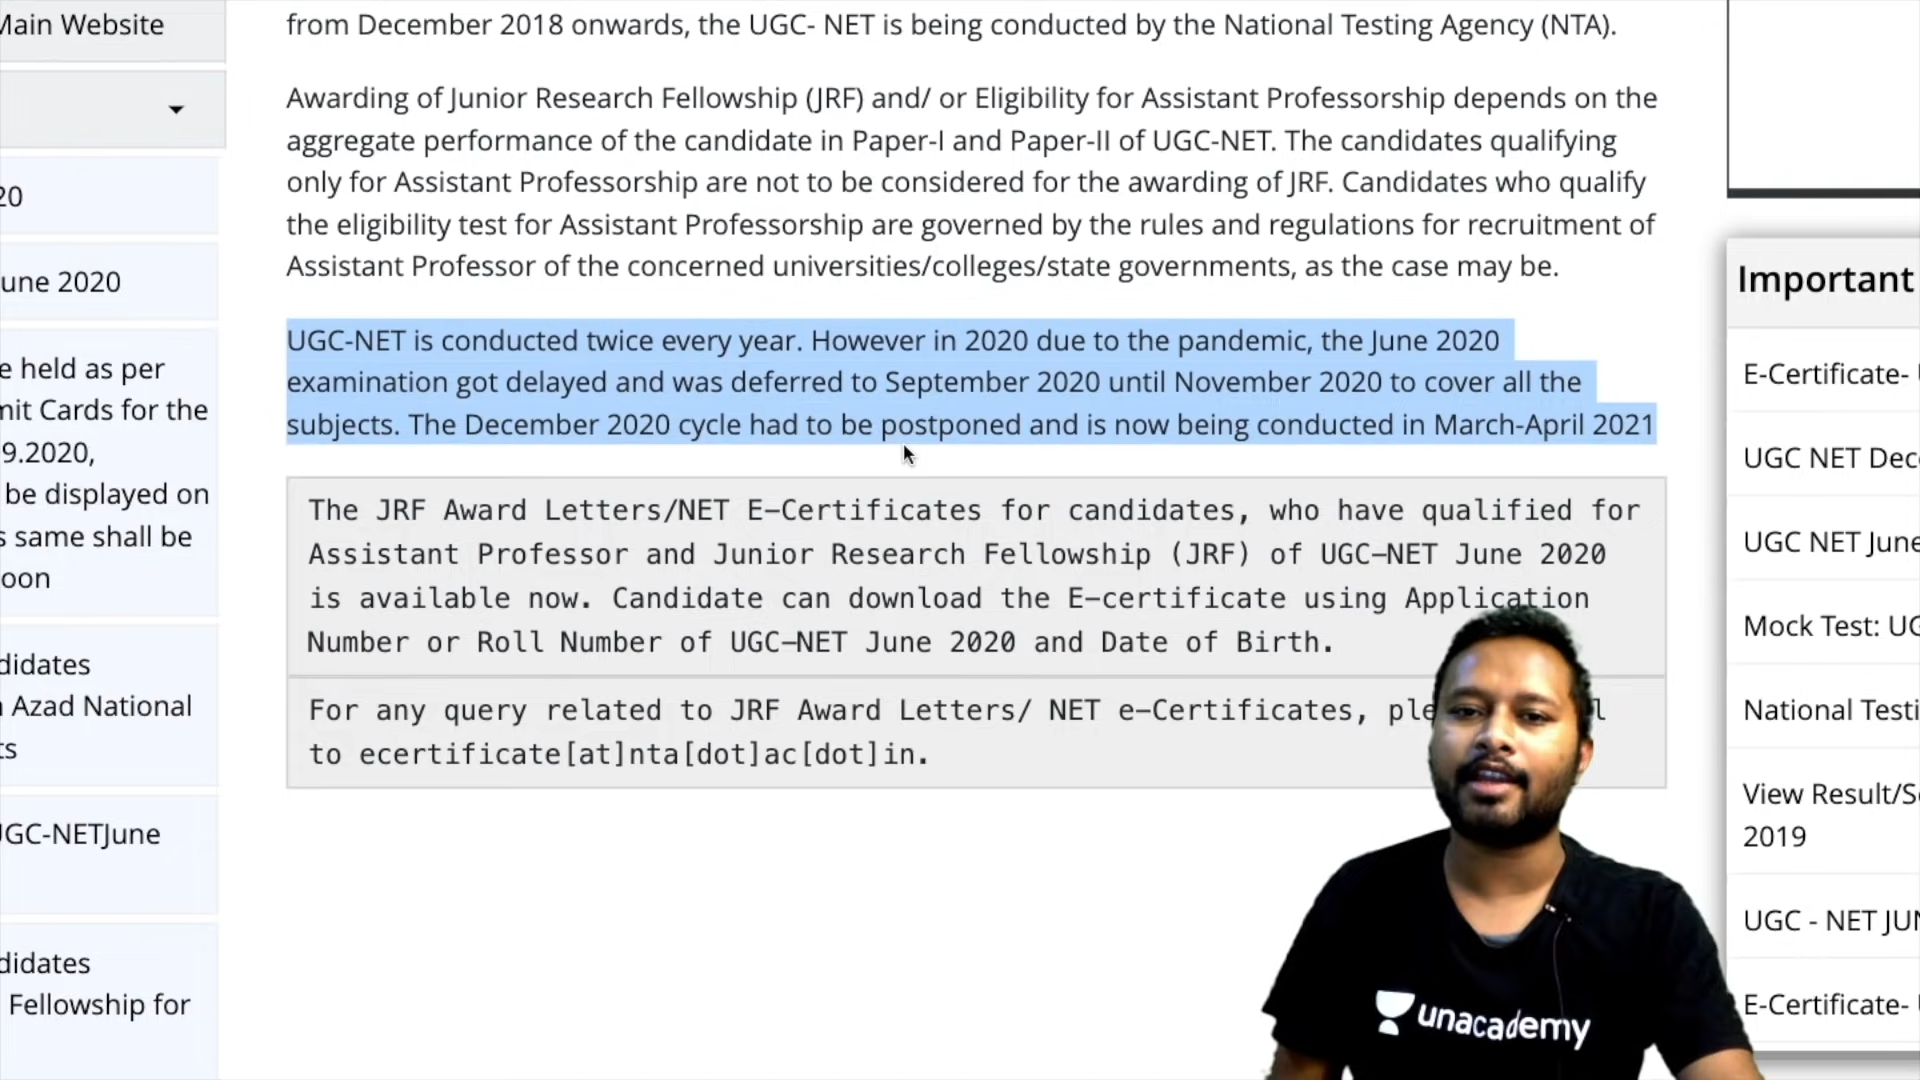 Main Website
20
une 2020
e held as per
mit Cards for the
9.2020,
be displayed on
s same shall be
oon
didates
Azad National
ts
UGC-NETJune
didates
Fellowship for
from December 2018 onwards, the UGC- NET is being conducted by the National Testing Agency (NTA).
Awarding of Junior Research Fellowship (JRF) and/ or Eligibility for Assistant Professorship depends on the
aggregate performance of the candidate in Paper-I and Paper-II of UGC-NET. The candidates qualifying
only for Assistant Professorship are not to be considered for the awarding of JRF. Candidates who qualify
the eligibility test for Assistant Professorship are governed by the rules and regulations for recruitment of
Assistant Professor of the concerned universities/colleges/state governments, as the case may be.
UGC-NET is conducted twice every year. However in 2020 due to the pandemic, the June 2020
examination got delayed and was deferred to September 2020 until November 2020 to cover all the
subjects. The December 2020 cycle had to be postponed and is now being conducted in March-April 2021
The JRF Award Letters/NET E-Certificates for candidates, who have qualified for
Assistant Professor and Junior Research Fellowship (JRF) of UGC-NET June 2020
is available now. Candidate can download the E-certificate using Application
Number or Roll Number of UGC-NET June 2020 and Date of Birth.
For any query related to JRF Award Letters/ NET e-Certificates, ple l
to ecertificate[at]nta[dot]ac[dot]in.
Important
E-Certificate-
UGC NET Dec
UGC NET June
Mock Test: UG
National Testi
View Result/S
2019
UGC - NET JU
E-Certificate-
unacademy